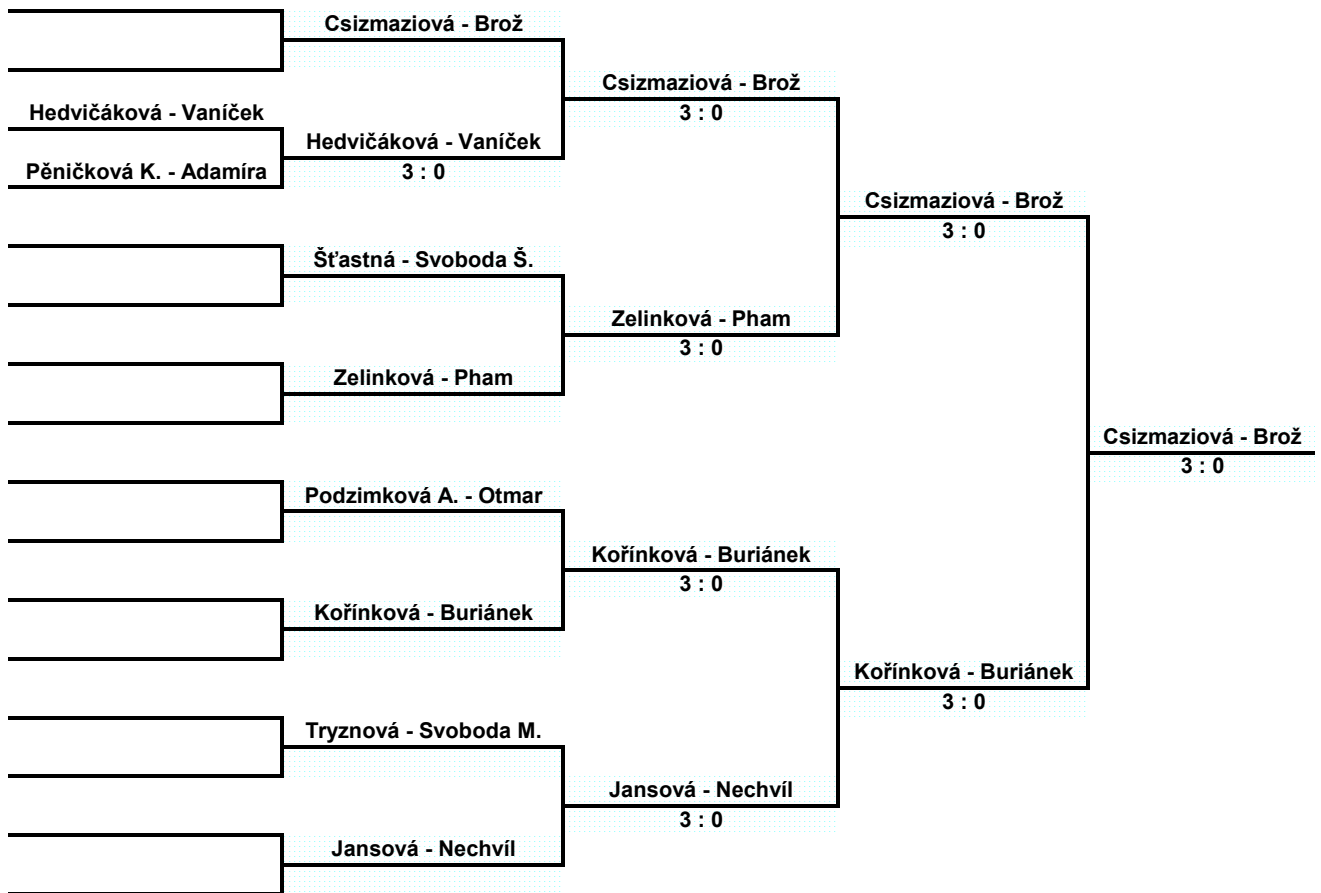 Csizmaziová - Brož
Csizmaziová - Brož
3 : 0
Hedvičáková - Vaníček
Hedvičáková - Vaníček
3 : 0
Pěničková K. - Adamíra
Csizmaziová - Brož
3 : 0
Šťastná - Svoboda Š.
Zelinková - Pham
3 : 0
Zelinková - Pham
Csizmaziová - Brož
3 : 0
Podzimková A. - Otmar
Kořínková - Buriánek
3 : 0
Kořínková - Buriánek
Kořínková - Buriánek
3 : 0
Tryznová - Svoboda M.
Jansová - Nechvíl
3 : 0
Jansová - Nechvíl